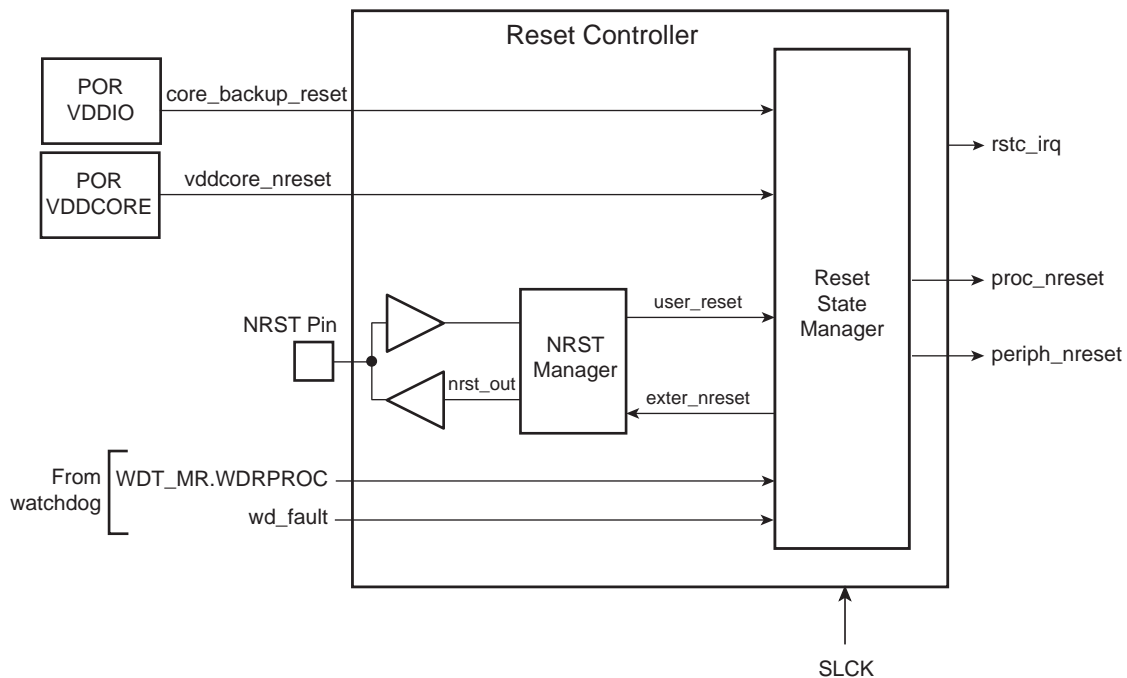 Reset Controller
POR
VDDIO
core_backup_reset
rstc_irq
POR
VDDCORE
vddcore_nreset
Reset
State
Manager
proc_nreset
periph_nreset
NRST Pin
NRST
Manager
user_reset
nrst_out
exter_nreset
From
watchdog
WDT_MR.WDRPROC
wd_fault
SLCK